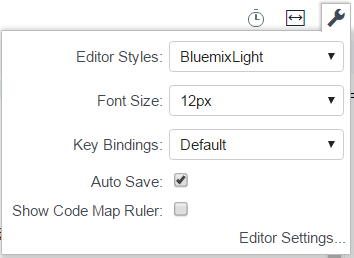 Editor Styles: BluemixLight
Font Size: 12px
Key Bindings: Default
Auto Save:
Show Code Map Ruler:
Editor Settings...